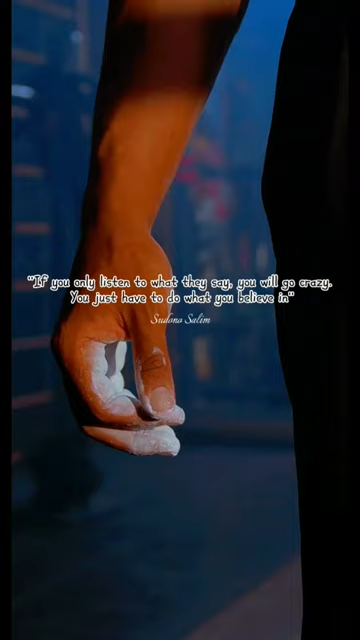 "If you only listen to what they say, you will go crazy.
You just have to do what you believe in"
Sudana Salim